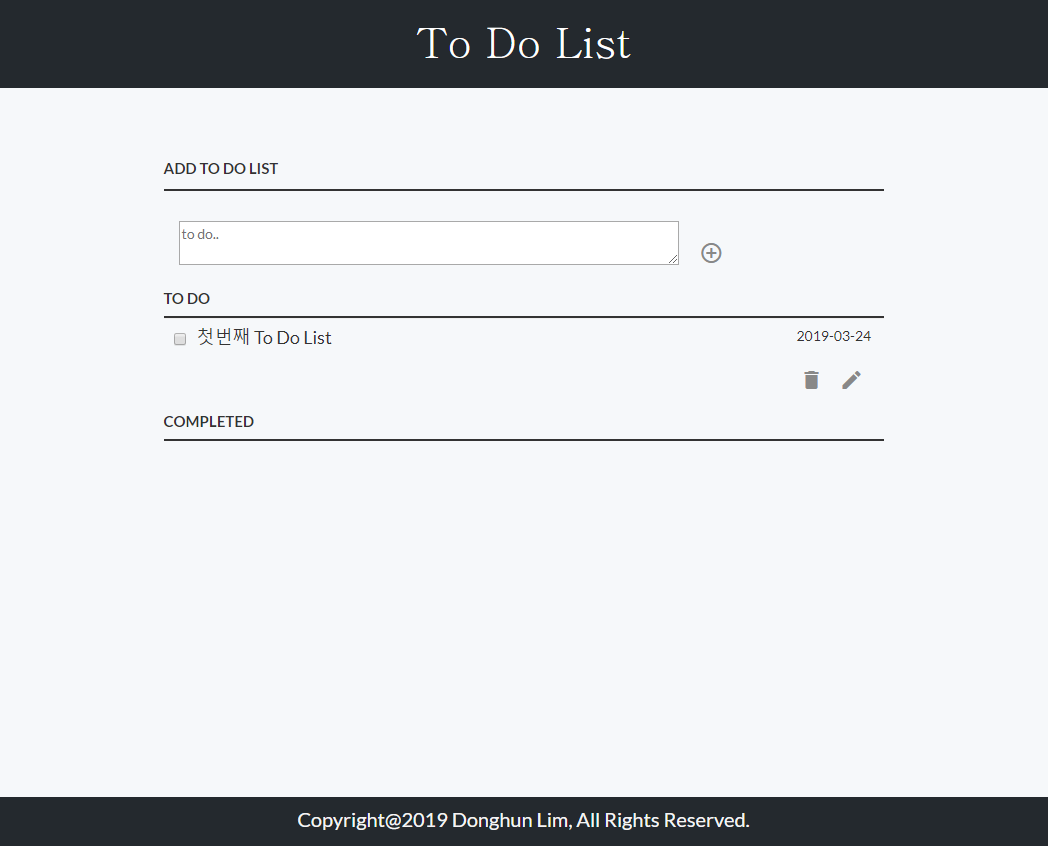 To Do List
ADD TO DO LIST
to do..
TO DO
첫번째 To Do List
2019-03-24
COMPLETED
Copyright@2019 Donghun Lim, All Rights Reserved.